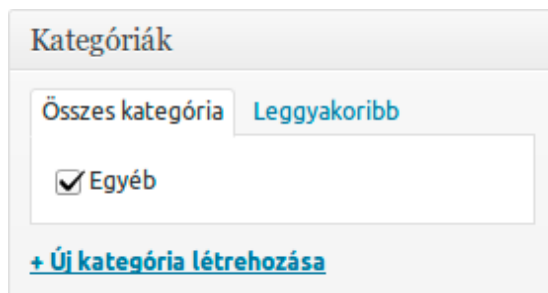 Kategóriák
Összes kategória Leggyakoribb
Egyéb
+ Új kategória létrehozása